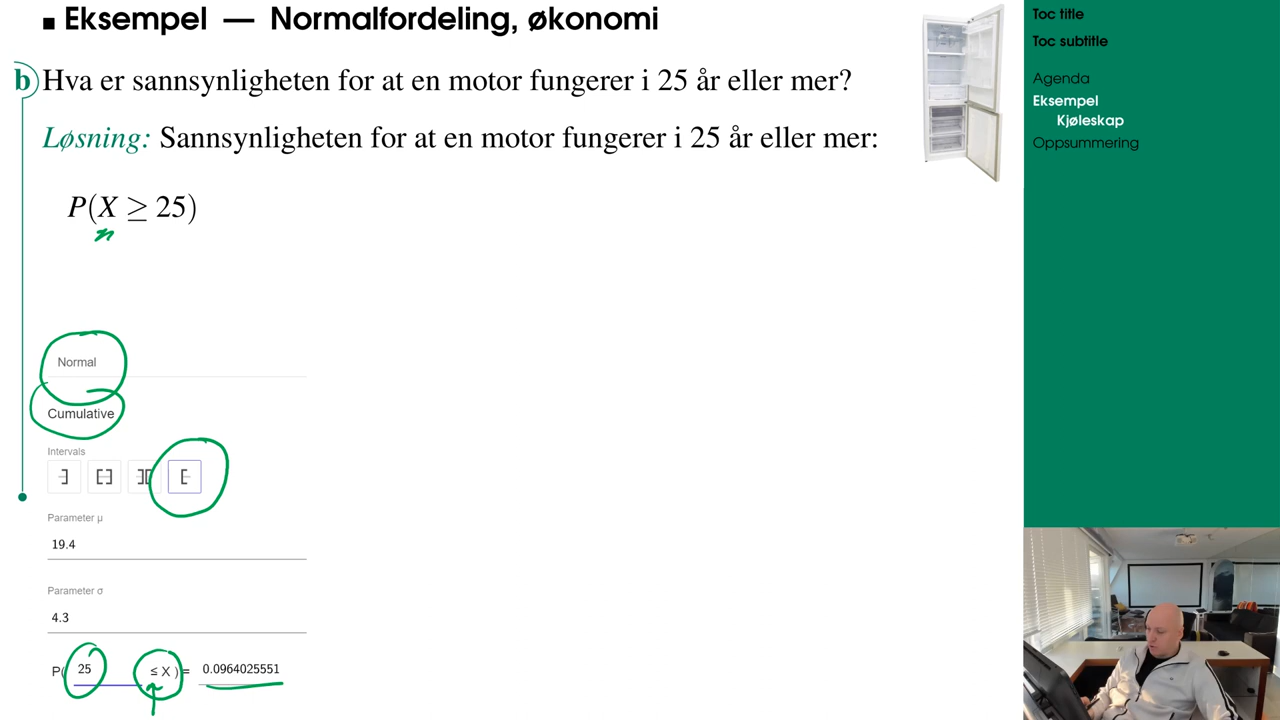 Eksempel — Normalfordeling, økonomi
b Hva er sannsynligheten for at en motor fungerer i 25 år eller mer?
Løsning: Sannsynligheten for at en motor fungerer i 25 år eller mer:
P(X ≥ 25)
Normal
Cumulative
Intervals
Parameter μ
19.4
Parameter σ
4.3
P( 25 ≤ X ) = 0.0964025551
Toc title
Toc subtitle
Agenda
Eksempel
Kjøleskap
Oppsummering